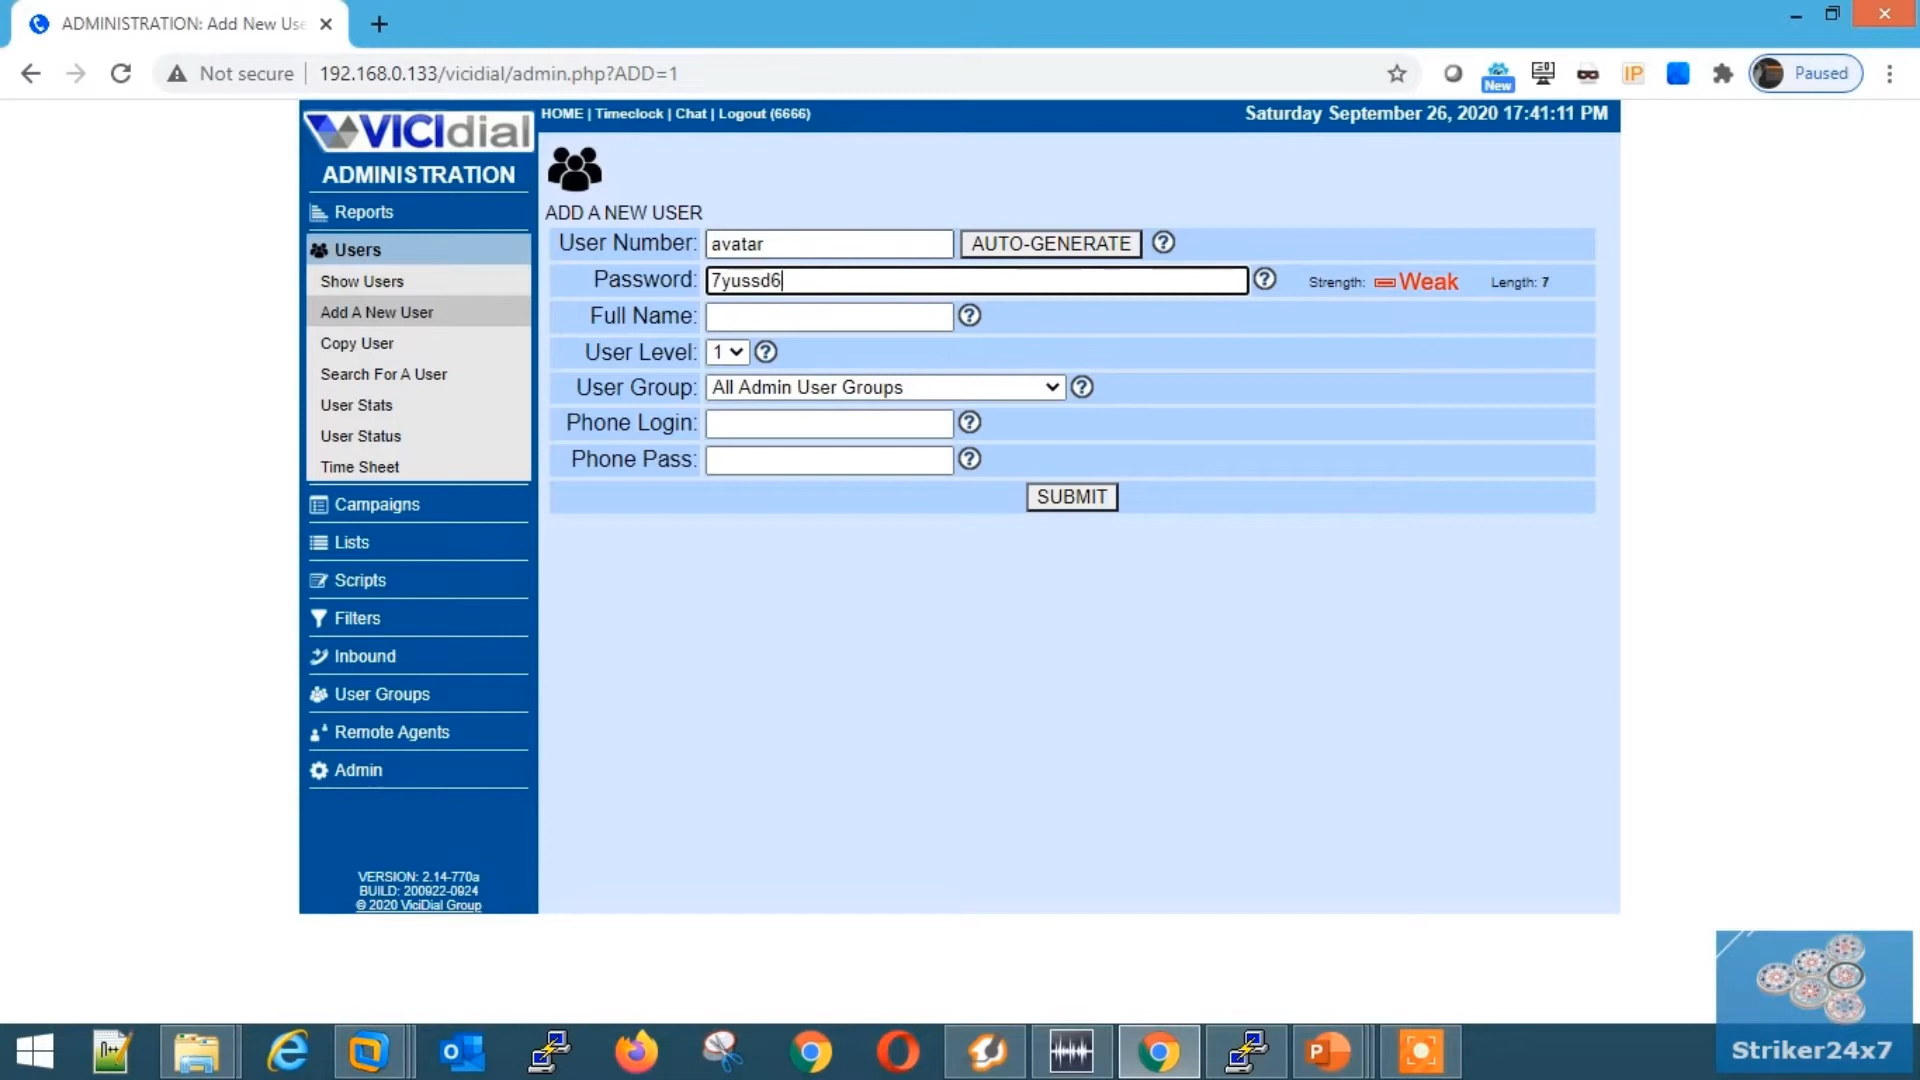 ADMINISTRATION: Add New Use
Not secure
192.168.0.133/vicidial/admin.php?ADD=1
New
IP
Paused
VICIdial
HOME | Timeclock | Chat | Logout (6666)
Saturday September 26, 2020 17:41:11 PM
ADMINISTRATION
Reports
Users
Show Users
Add A New User
Copy User
Search For A User
User Stats
User Status
Time Sheet
Campaigns
Lists
Scripts
Filters
Inbound
User Groups
Remote Agents
Admin
VERSION: 2.14-770a
BUILD: 200922-0924
© 2020 ViciDial Group
ADD A NEW USER
User Number: avatar AUTO-GENERATE ?
Password: 7yussd6 ? Strength: Weak Length: 7
Full Name: ?
User Level: 1 ?
User Group: All Admin User Groups ?
Phone Login: ?
Phone Pass: ?
SUBMIT
Striker24x7